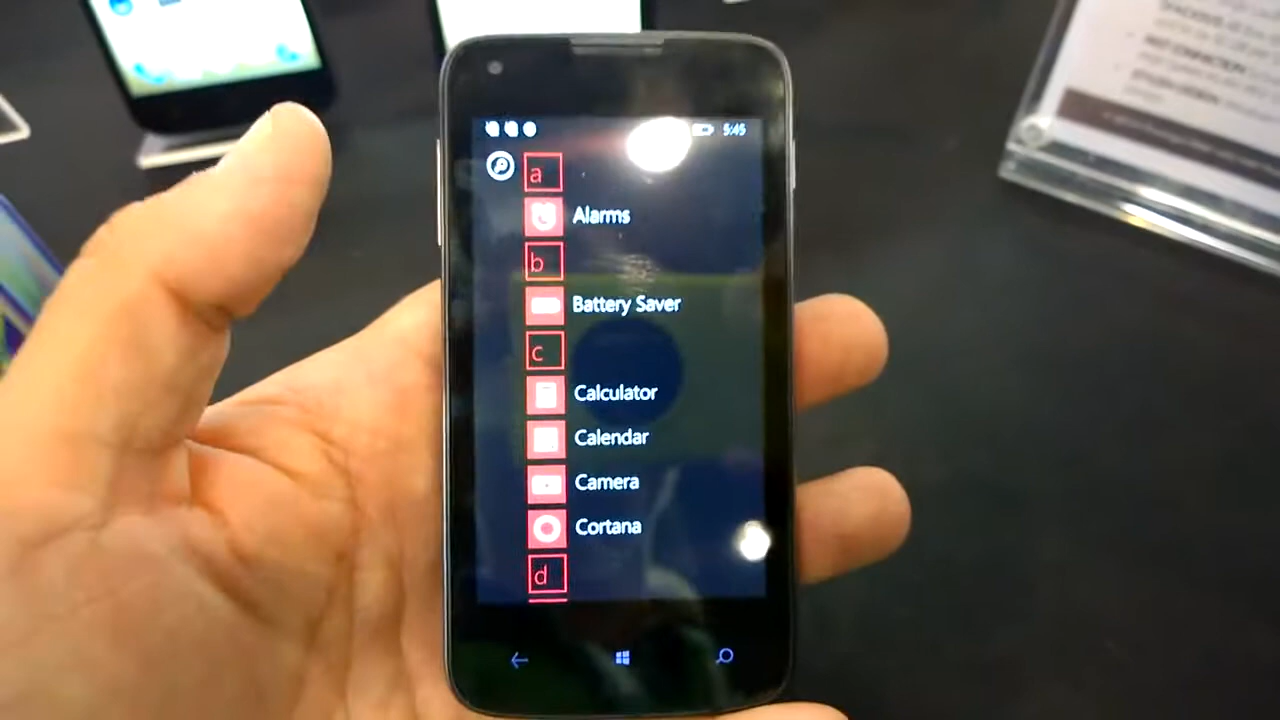 5:45
a
Alarms
b
Battery Saver
c
Calculator
Calendar
Camera
Cortana
d